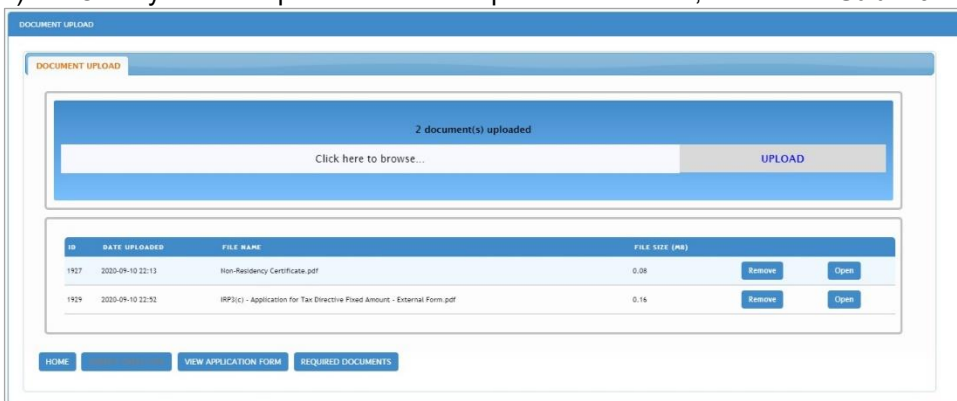 DOCUMENT UPLOAD
DOCUMENT UPLOAD
2 document(s) uploaded
Click here to browse... UPLOAD
ID DATE UPLOADED FILE NAME FILE SIZE (MB)
1927 2020-09-10 22:13 Non-Residency Certificate.pdf 0.08 Remove Open
1929 2020-09-10 22:52 IRP3(c) - Application for Tax Directive Fixed Amount - External Form.pdf 0.16 Remove Open
HOME VIEW APPLICATION FORM REQUIRED DOCUMENTS